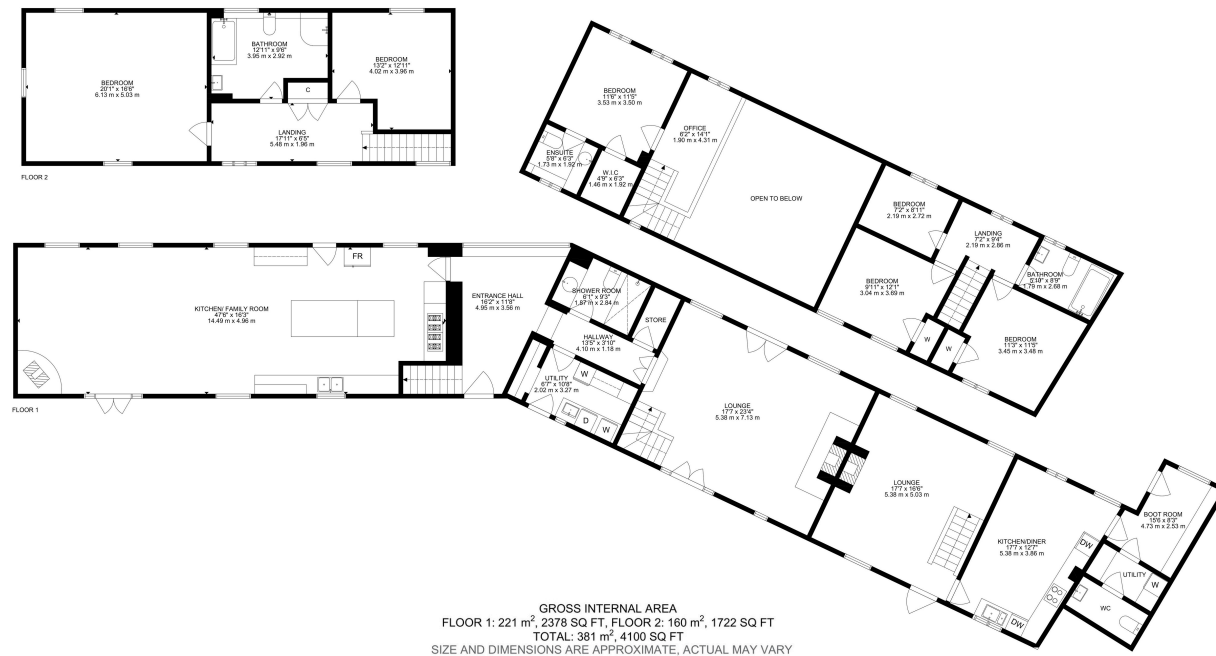 BATHROOM
12'11" x 9'6"
3.95 m x 2.92 m
BEDROOM
13'2" x 12'11"
4.02 m x 3.96 m
BEDROOM
20'1" x 16'6"
6.13 m x 5.03 m
C
LANDING
17'11" x 6'5"
5.48 m x 1.96 m
FLOOR 2
BEDROOM
11'6" x 11'5"
3.53 m x 3.50 m
OFFICE
6'2" x 14'1"
1.90 m x 4.31 m
ENSUITE
5'8" x 6'3"
1.73 m x 1.92 m
W.I.C
4'9" x 6'3"
1.46 m x 1.92 m
OPEN TO BELOW
BEDROOM
7'2" x 8'11"
2.19 m x 2.72 m
LANDING
7'2" x 9'4"
2.19 m x 2.86 m
BATHROOM
5'10" x 8'9"
1.79 m x 2.68 m
BEDROOM
9'11" x 12'1"
3.04 m x 3.69 m
W
W
BEDROOM
11'3" x 11'5"
3.45 m x 3.48 m
FR
KITCHEN/ FAMILY ROOM
47'6" x 16'3"
14.49 m x 4.96 m
ENTRANCE HALL
16'2" x 11'8"
4.95 m x 3.56 m
SHOWER ROOM
6'1" x 9'3"
1.87 m x 2.84 m
STORE
HALLWAY
13'5" x 3'10"
4.10 m x 1.18 m
UTILITY
6'7" x 10'8"
2.02 m x 3.27 m
W
D
W
LOUNGE
17'7" x 23'4"
5.38 m x 7.13 m
LOUNGE
17'7" x 16'6"
5.38 m x 5.03 m
KITCHEN/DINER
17'7" x 12'7"
5.38 m x 3.86 m
DW
DW
BOOT ROOM
15'6 x 8'3"
4.73 m x 2.53 m
UTILITY
W
WC
FLOOR 1
GROSS INTERNAL AREA
FLOOR 1: 221 m², 2378 SQ FT, FLOOR 2: 160 m², 1722 SQ FT
TOTAL: 381 m², 4100 SQ FT
SIZE AND DIMENSIONS ARE APPROXIMATE, ACTUAL MAY VARY